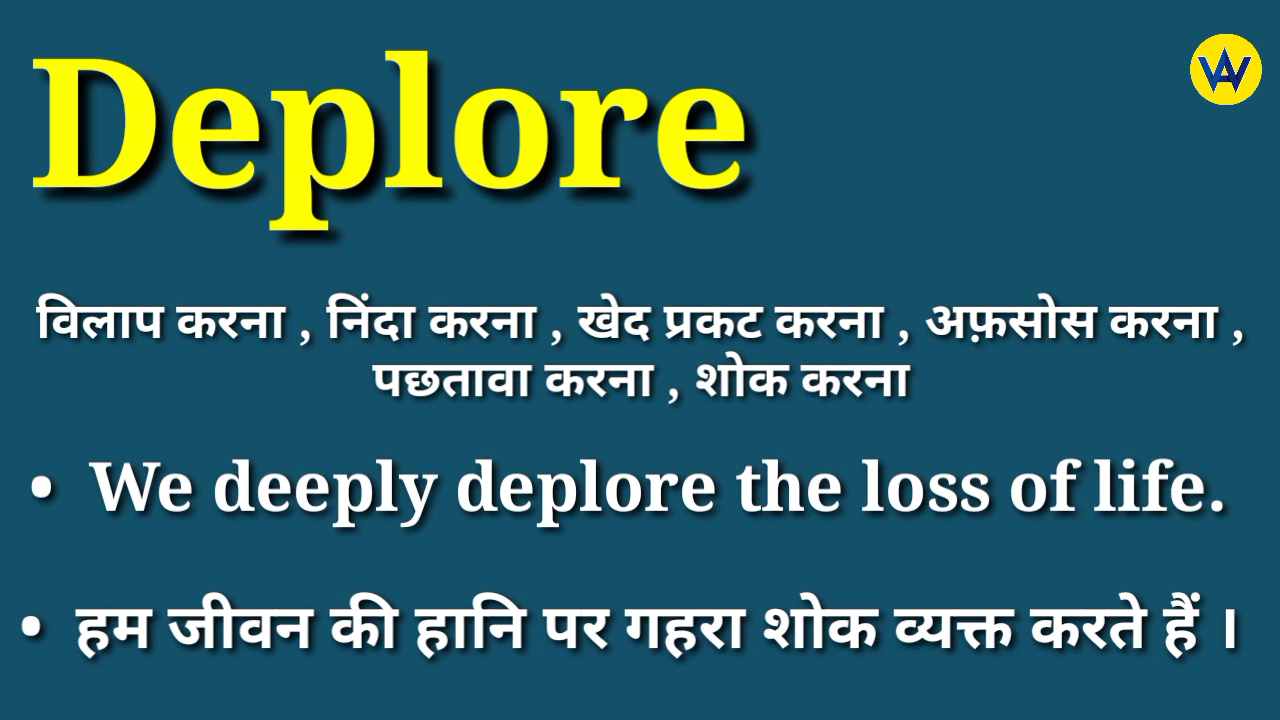 Deplore
विलाप करना , निंदा करना , खेद प्रकट करना , अफ़सोस करना ,
पछतावा करना , शोक करना
• We deeply deplore the loss of life.
• हम जीवन की हानि पर गहरा शोक व्यक्त करते हैं ।